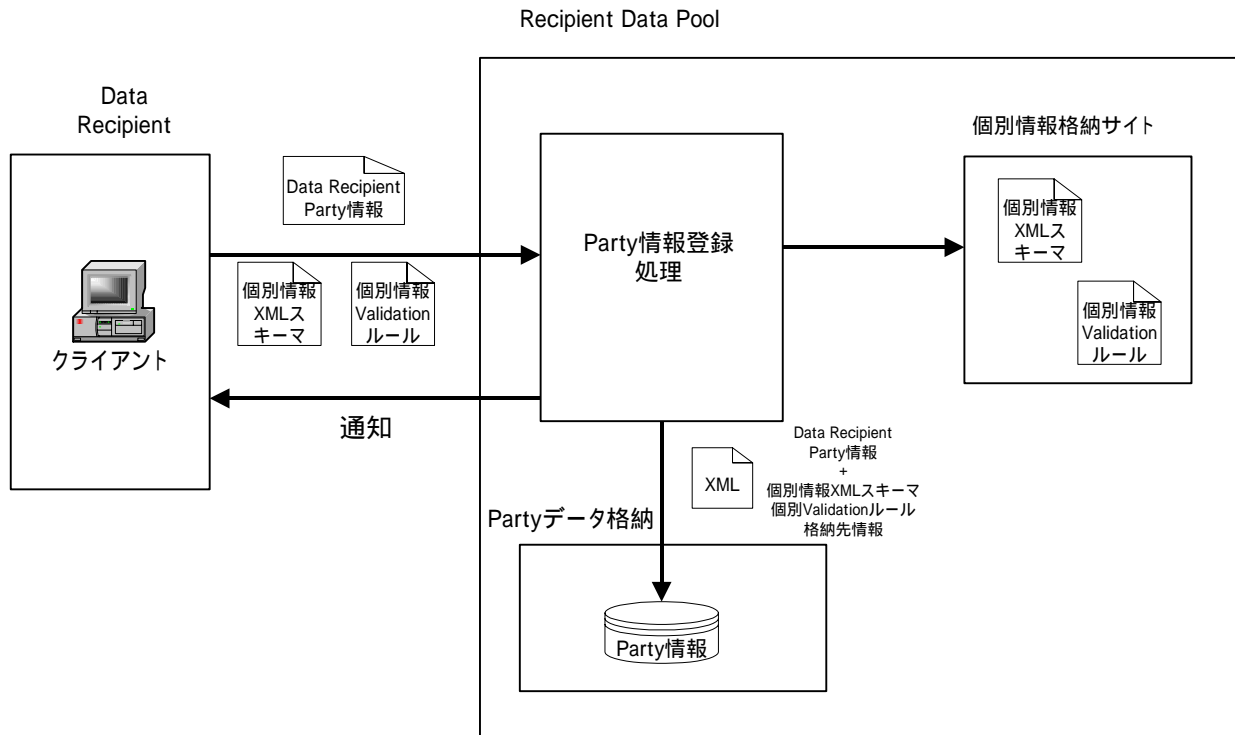 Recipient Data Pool
Data
Recipient
クライアント
Data Recipient
Party情報
個別情報
XMLス
キーマ
個別情報
Validation
ルール
通知
Party情報登録
処理
個別情報格納サイト
個別情報
XMLス
キーマ
個別情報
Validation
ルール
XML
Data Recipient
Party情報
+
個別情報XMLスキーマ
個別Validationルール
格納先情報
Partyデータ格納
Party情報